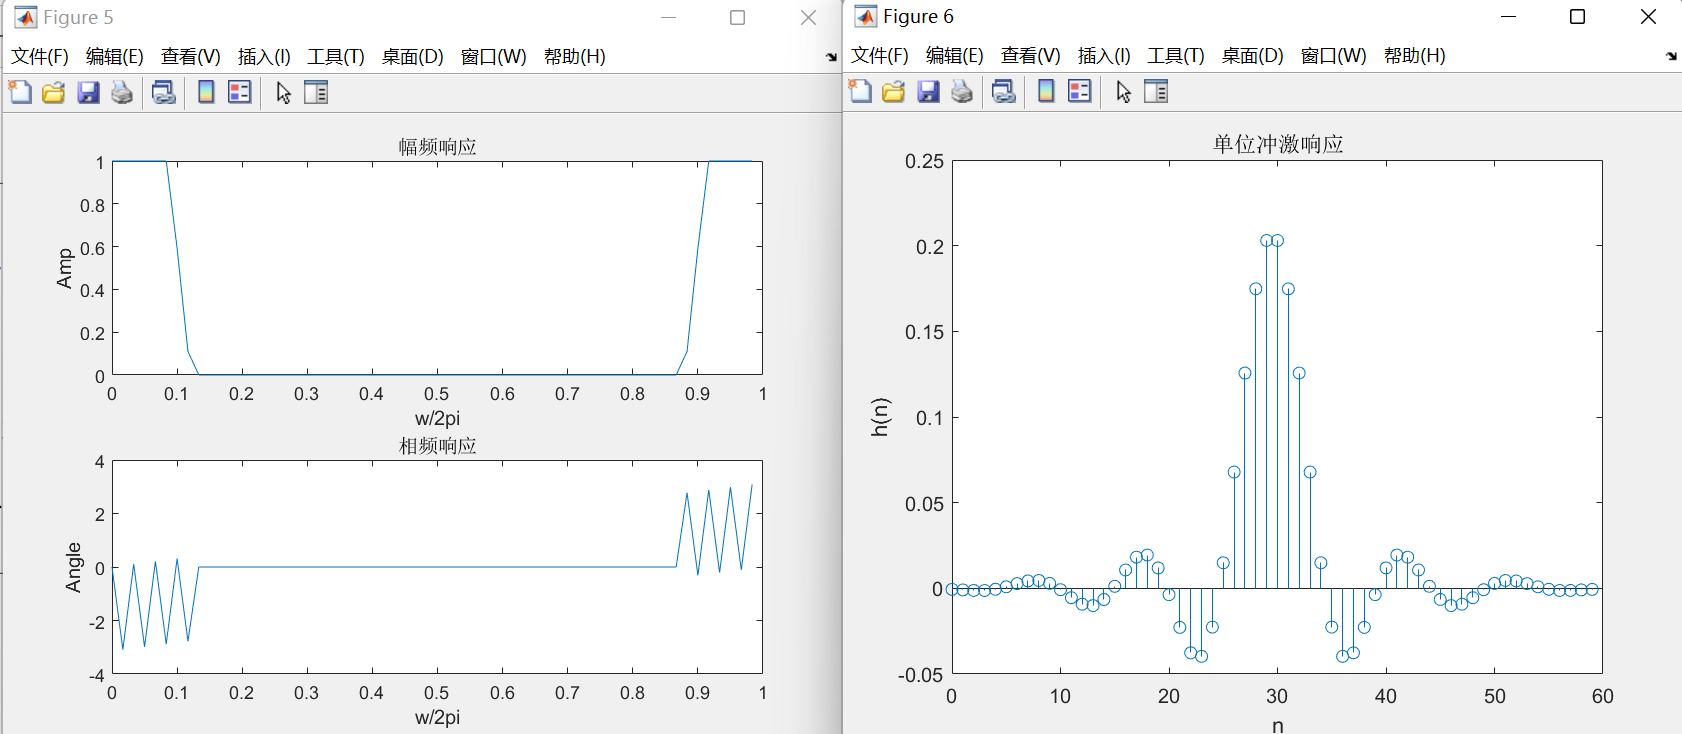 Figure 5
文件(F) 编辑(E) 查看(V) 插入(I) 工具(T) 桌面(D) 窗口(W) 帮助(H)
幅频响应
1
0.8
0.6
0.4
0.2
0
Amp
0 0.1 0.2 0.3 0.4 0.5 0.6 0.7 0.8 0.9 1
w/2pi
相频响应
4
2
0
-2
-4
Angle
0 0.1 0.2 0.3 0.4 0.5 0.6 0.7 0.8 0.9 1
w/2pi
Figure 6
文件(F) 编辑(E) 查看(V) 插入(I) 工具(T) 桌面(D) 窗口(W) 帮助(H)
单位冲激响应
0.25
0.2
0.15
0.1
0.05
0
-0.05
h(n)
0 10 20 30 40 50 60
n